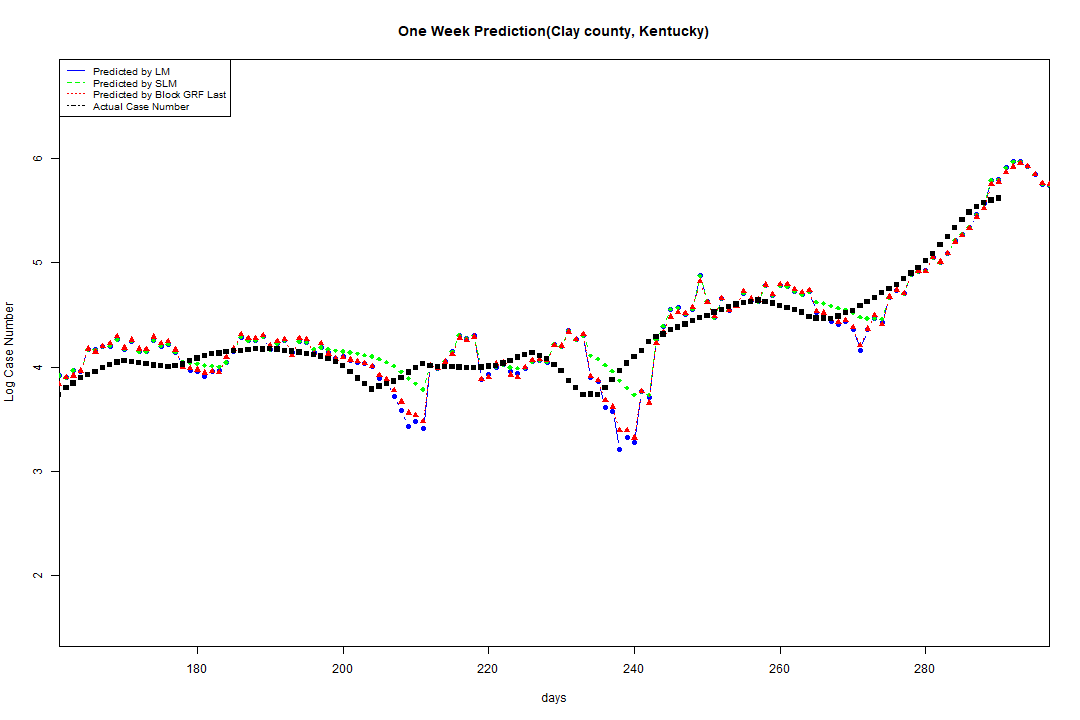 One Week Prediction(Clay county, Kentucky)
Predicted by LM
Predicted by SLM
Predicted by Block GRF Last
Actual Case Number
6
5
4
3
2
Log Case Number
180 200 220 240 260 280
days